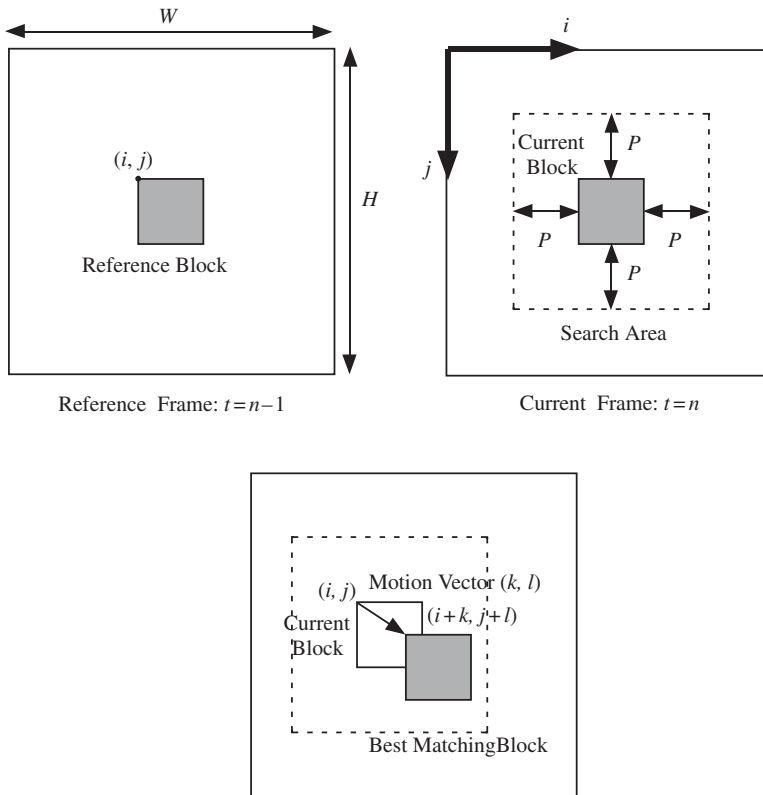 W
(i, j)
H
Reference Block
Reference Frame: t=n–1
i
j
Current
Block
P
P
P
P
Search Area
Current Frame: t=n
(i, j)
Motion Vector (k, l)
(i+k, j+l)
Current
Block
Best MatchingBlock